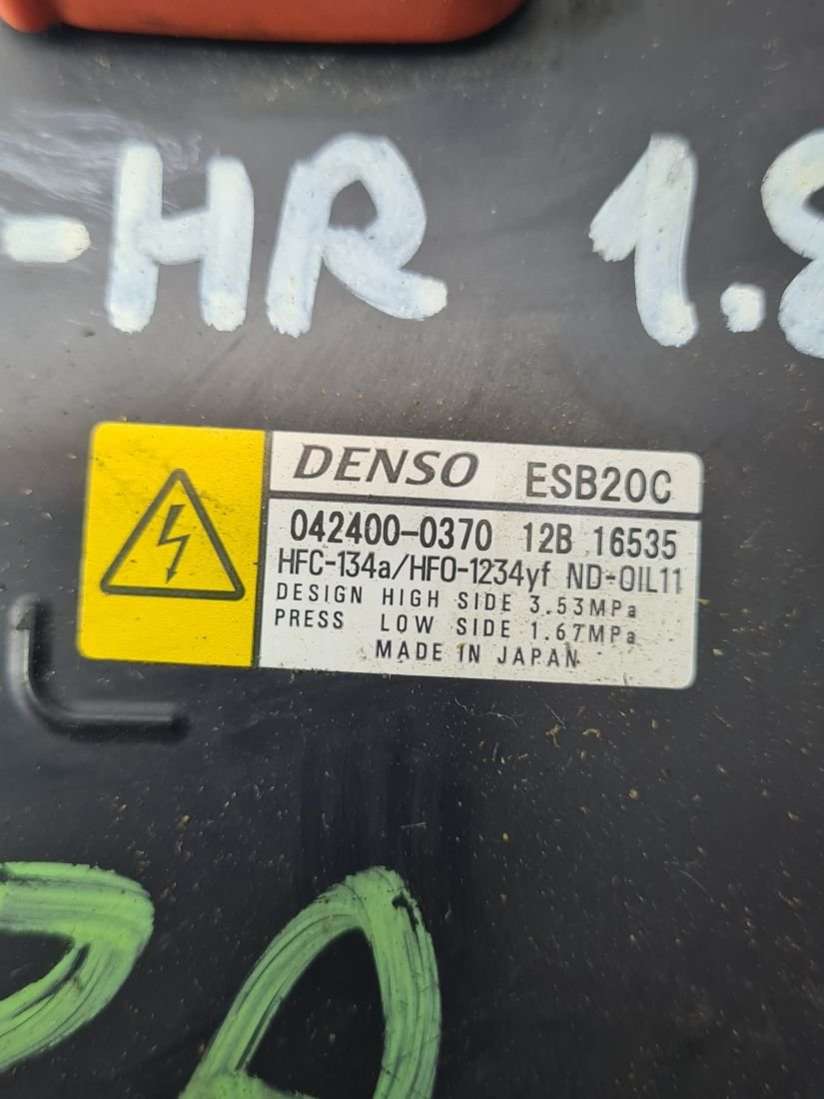 -HR 1.8
DENSO ESB20C
042400-0370 12B 16535
HFC-134a/HFO-1234yf ND-OIL11
DESIGN HIGH SIDE 3.53MPa
PRESS LOW SIDE 1.67MPa
MADE IN JAPAN